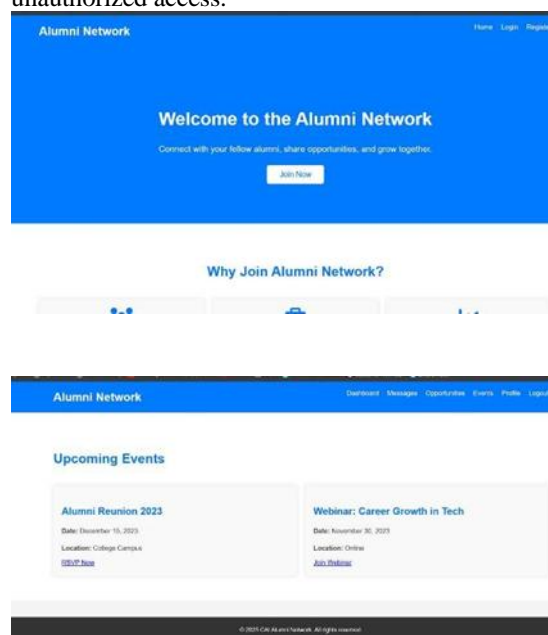 unauthorized access.
Alumni Network
Home Login Register
Welcome to the Alumni Network
Connect with your fellow alumni, share opportunities, and grow together.
Join Now
Why Join Alumni Network?
Alumni Network
Dashboard Messages Opportunities Events Profile Logout
Upcoming Events
Alumni Reunion 2023
Date: December 15, 2023
Location: College Campus
RSVP Now
Webinar: Career Growth in Tech
Date: November 30, 2023
Location: Online
Join Webinar
Alumni Network. All rights reserved.